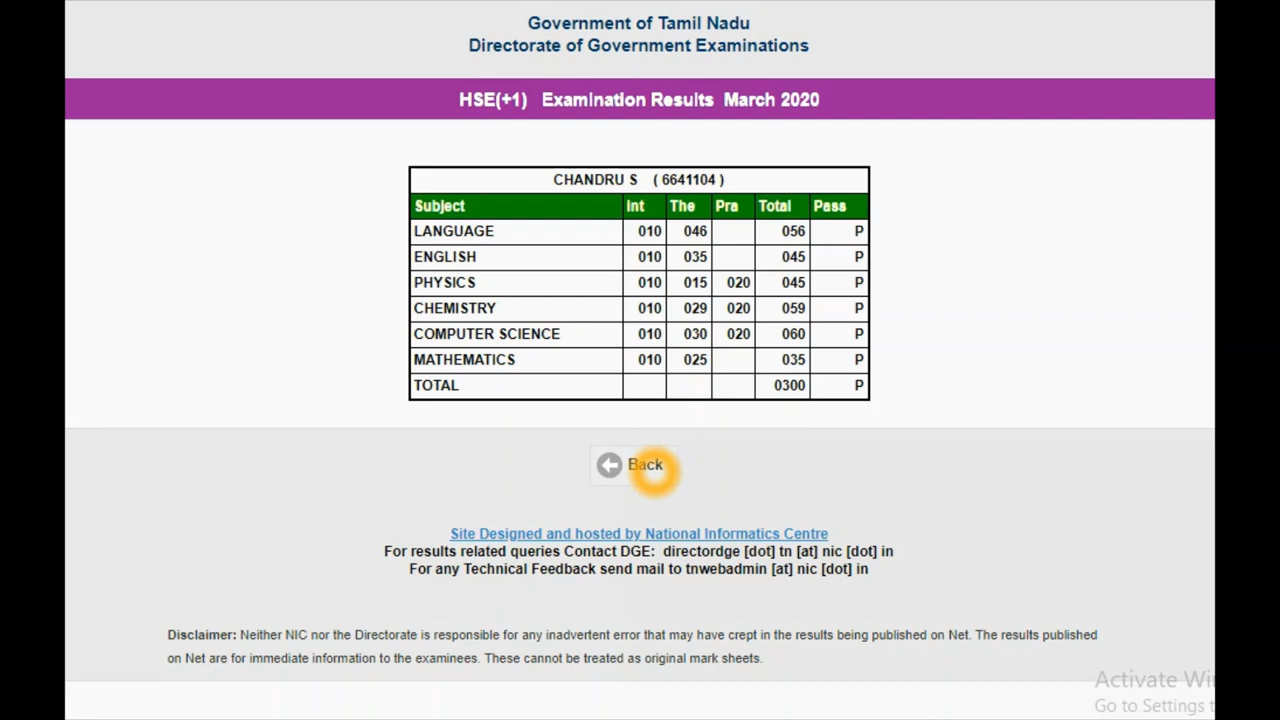 Government of Tamil Nadu
Directorate of Government Examinations
HSE(+1) Examination Results March 2020
CHANDRU S ( 6641104 )
Subject Int The Pra Total Pass
LANGUAGE 010 046 056 P
ENGLISH 010 035 045 P
PHYSICS 010 015 020 045 P
CHEMISTRY 010 029 020 059 P
COMPUTER SCIENCE 010 030 020 060 P
MATHEMATICS 010 025 035 P
TOTAL 0300 P
Back
Site Designed and hosted by National Informatics Centre
For results related queries Contact DGE: directordge [dot] tn [at] nic [dot] in
For any Technical Feedback send mail to tnwebadmin [at] nic [dot] in
Disclaimer: Neither NIC nor the Directorate is responsible for any inadvertent error that may have crept in the results being published on Net. The results published
on Net are for immediate information to the examinees. These cannot be treated as original mark sheets.
Activate Wi
Go to Settings t